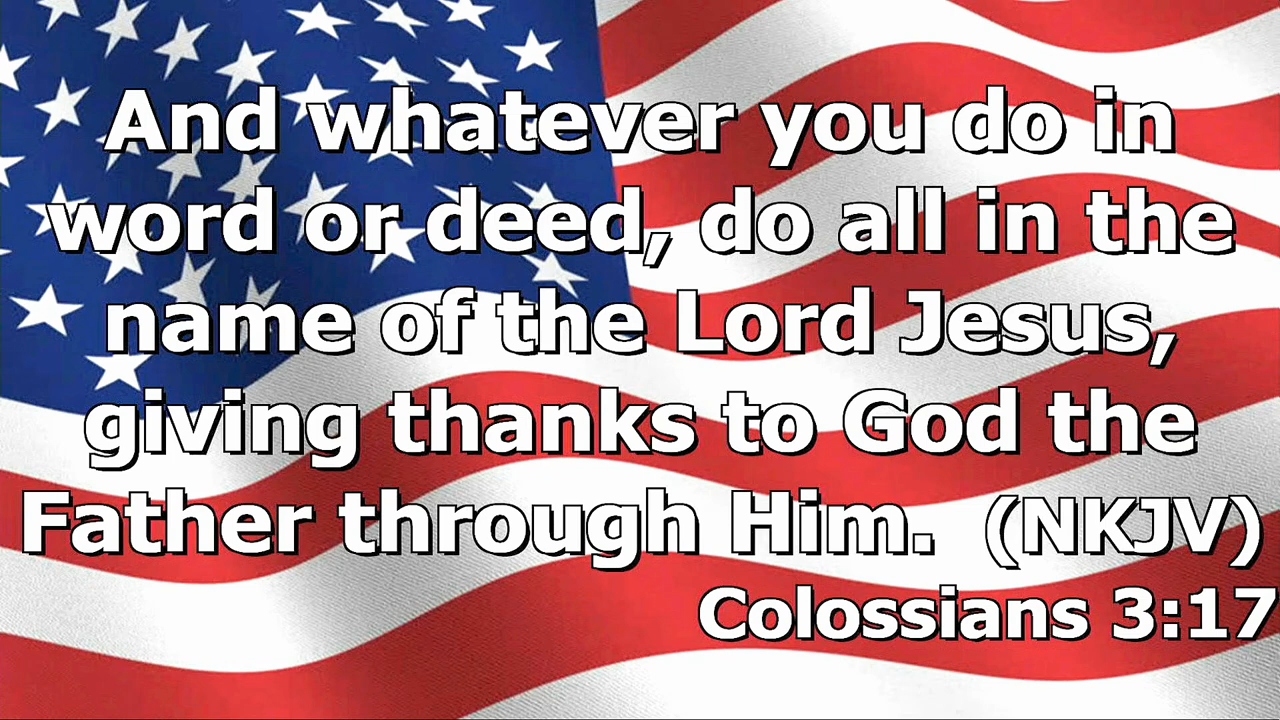 And whatever you do in
word or deed, do all in the
name of the Lord Jesus,
giving thanks to God the
Father through Him. (NKJV)
Colossians 3:17